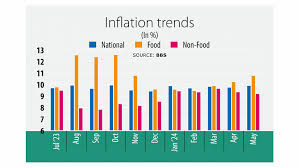 Inflation trends
(In %)
National Food Non-Food
SOURCE: BBS
13
12
11
10
9
8
7
6
Jul '23 Aug Sep Oct Nov Dec Jan '24 Feb Mar Apr May